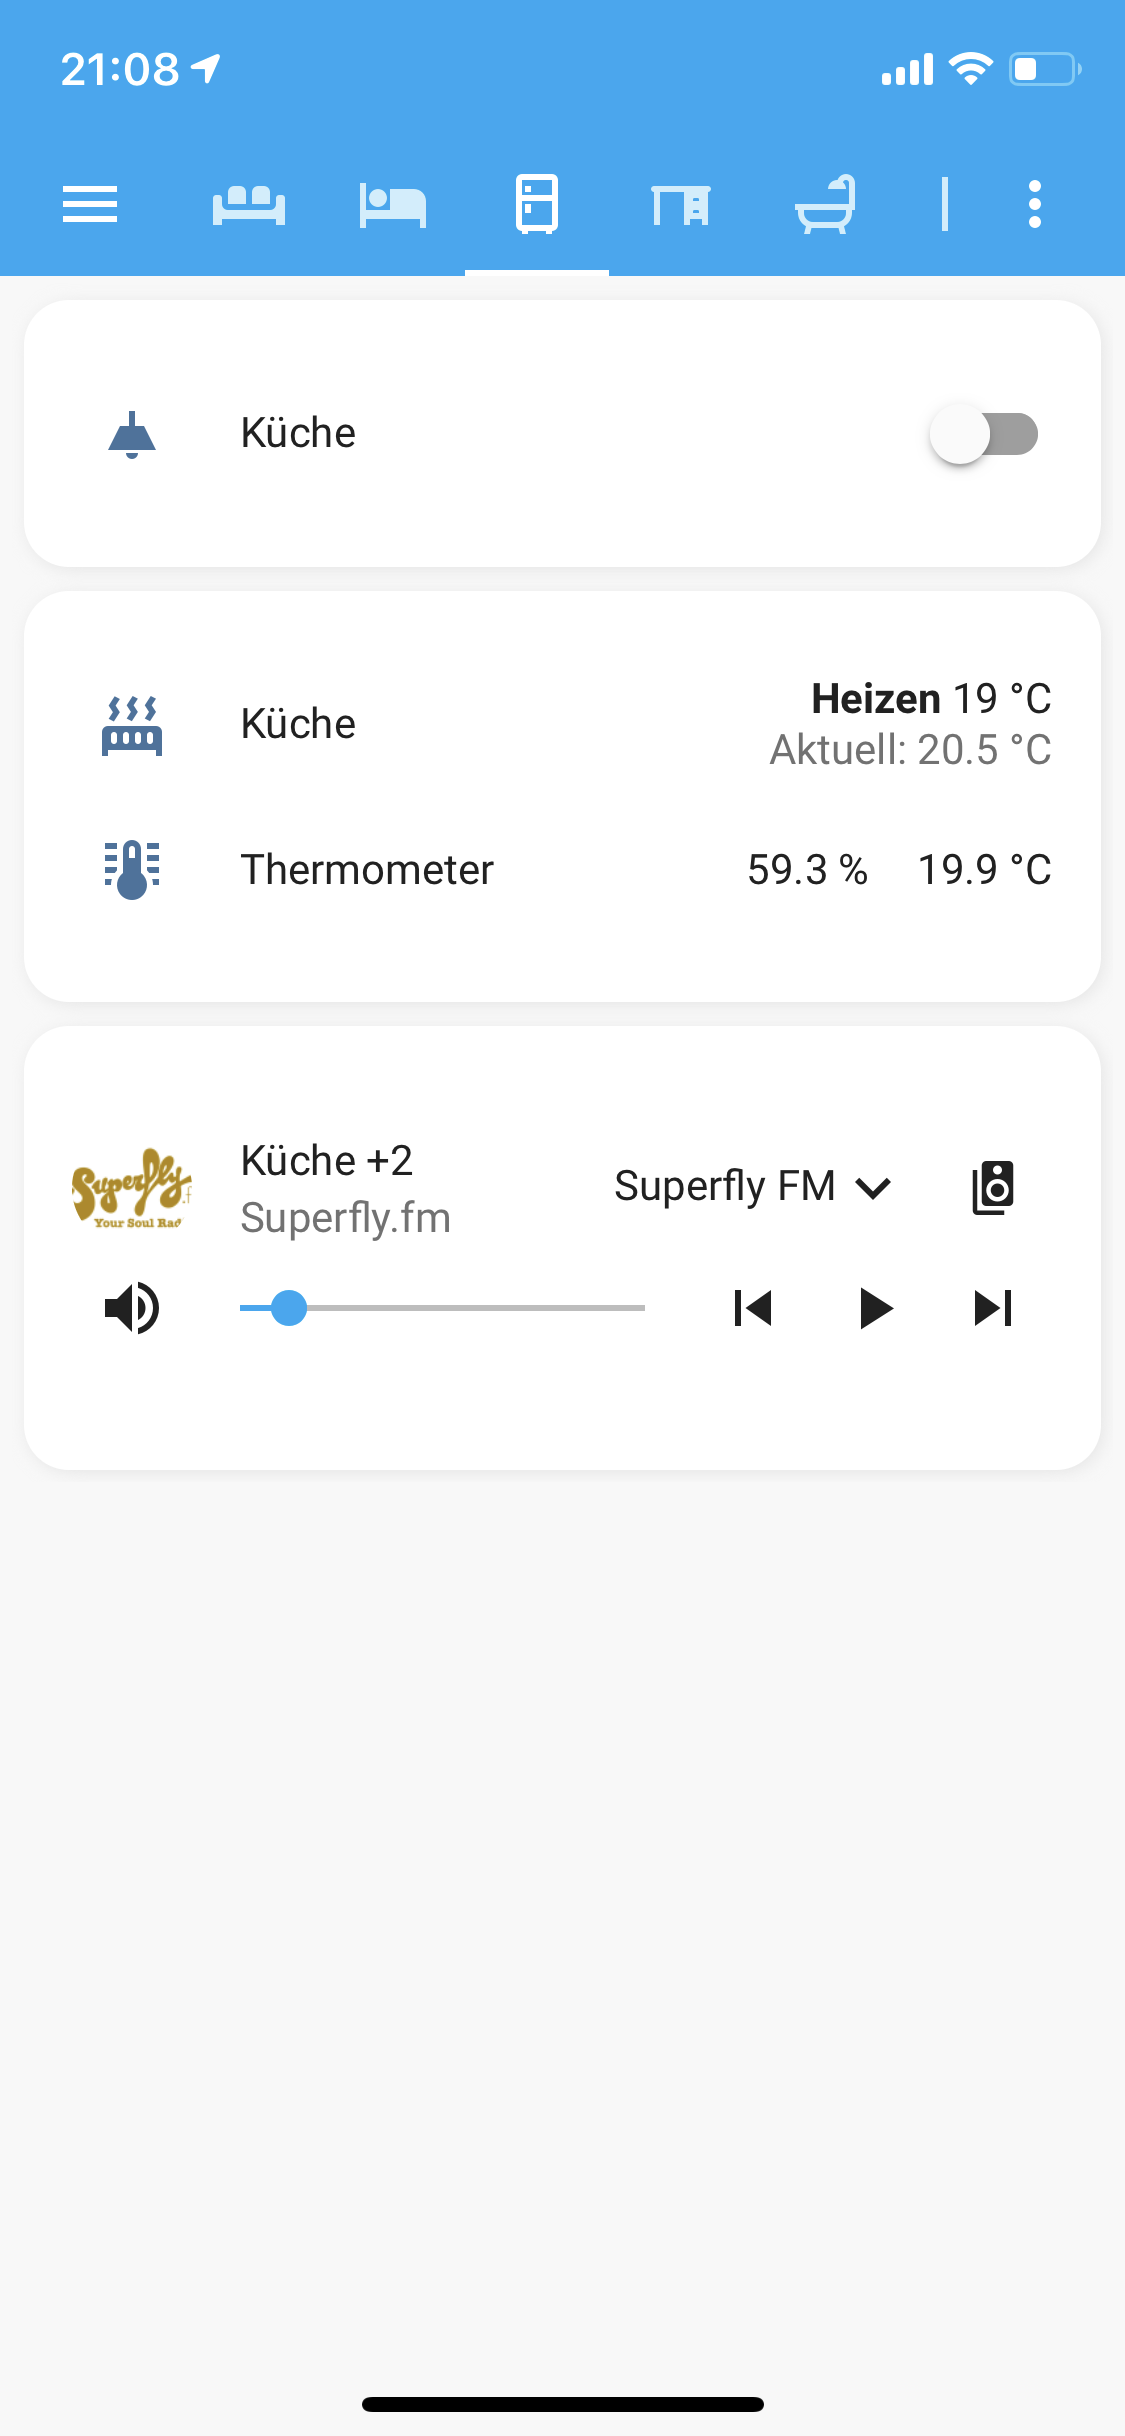 21:08
Küche
Küche
Heizen 19 °C
Aktuell: 20.5 °C
Thermometer 59.3 % 19.9 °C
Superfly.f
Your Soul Rad
Küche +2
Superfly.fm
Superfly FM